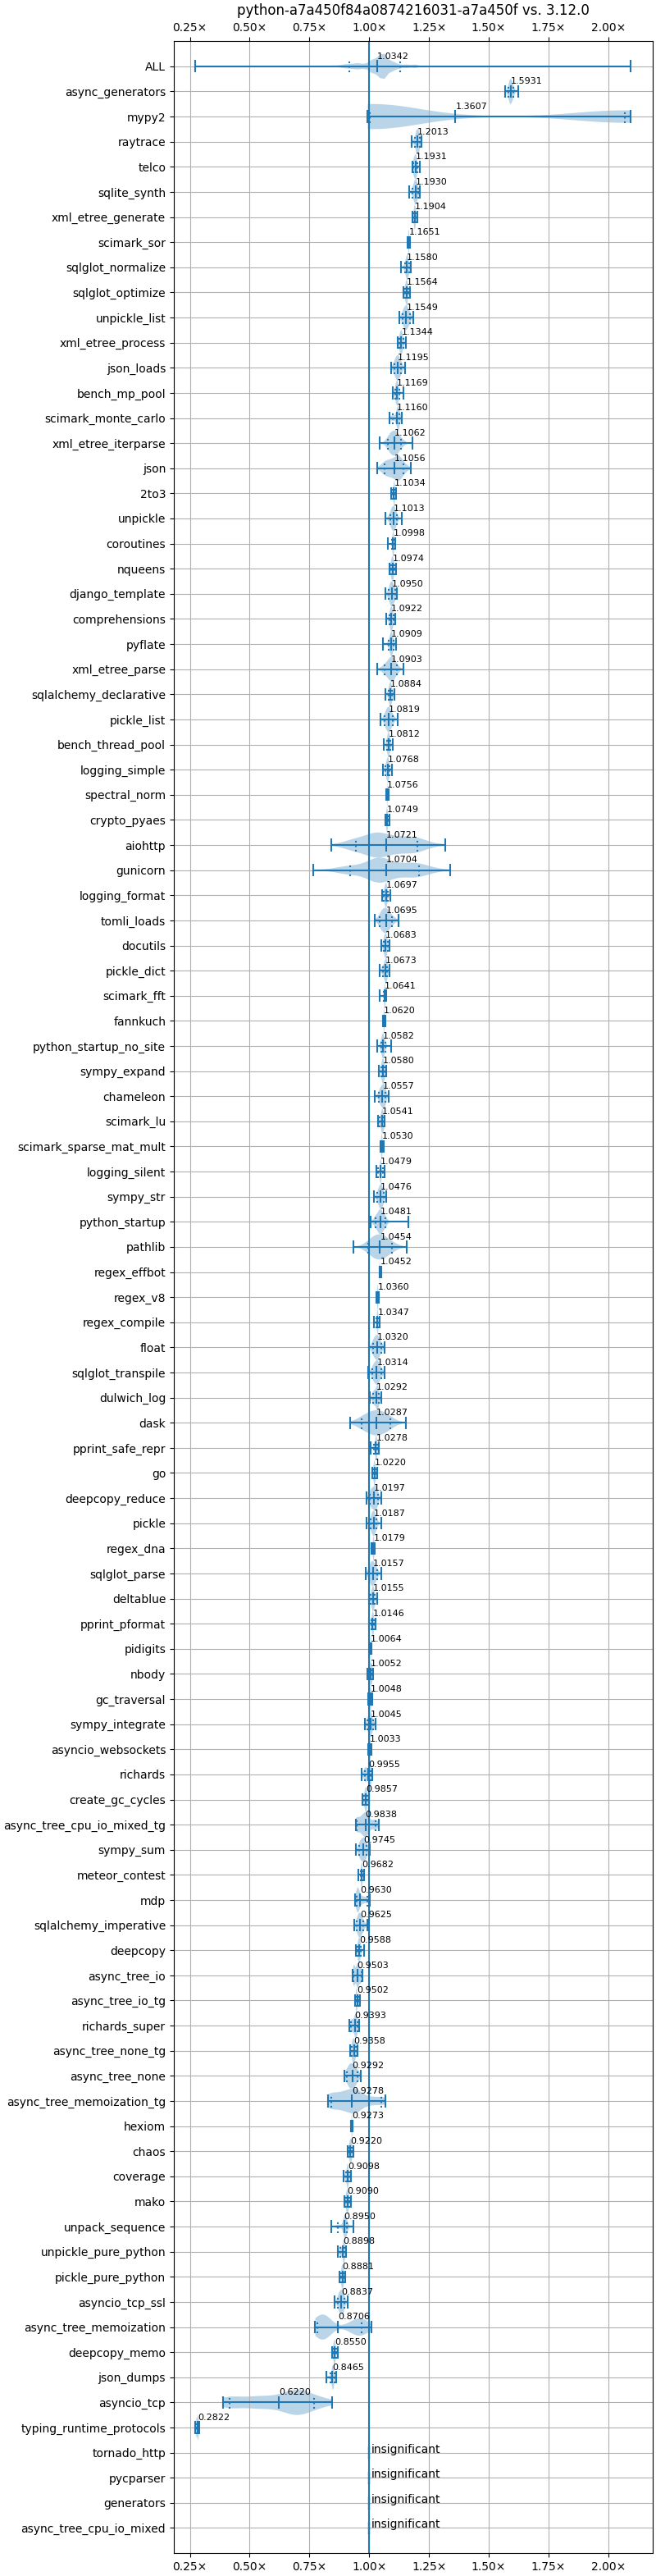 python-a7a450f84a0874216031-a7a450f vs. 3.12.0
0.25× 0.50× 0.75× 1.00× 1.25× 1.50× 1.75× 2.00×
ALL 1.0342
async_generators 1.5931
mypy2 1.3607
raytrace 1.2013
telco 1.1931
sqlite_synth 1.1930
xml_etree_generate 1.1904
scimark_sor 1.1651
sqlglot_normalize 1.1580
sqlglot_optimize 1.1564
unpickle_list 1.1549
xml_etree_process 1.1344
json_loads 1.1195
bench_mp_pool 1.1169
scimark_monte_carlo 1.1160
xml_etree_iterparse 1.1062
json 1.1056
2to3 1.1034
unpickle 1.1013
coroutines 1.0998
nqueens 1.0974
django_template 1.0950
comprehensions 1.0922
pyflate 1.0909
xml_etree_parse 1.0903
sqlalchemy_declarative 1.0884
pickle_list 1.0819
bench_thread_pool 1.0812
logging_simple 1.0768
spectral_norm 1.0756
crypto_pyaes 1.0749
aiohttp 1.0721
gunicorn 1.0704
logging_format 1.0697
tomli_loads 1.0695
docutils 1.0683
pickle_dict 1.0673
scimark_fft 1.0641
fannkuch 1.0620
python_startup_no_site 1.0582
sympy_expand 1.0580
chameleon 1.0557
scimark_lu 1.0541
scimark_sparse_mat_mult 1.0530
logging_silent 1.0479
sympy_str 1.0476
python_startup 1.0481
pathlib 1.0454
regex_effbot 1.0452
regex_v8 1.0360
regex_compile 1.0347
float 1.0320
sqlglot_transpile 1.0314
dulwich_log 1.0292
dask 1.0287
pprint_safe_repr 1.0278
go 1.0220
deepcopy_reduce 1.0197
pickle 1.0187
regex_dna 1.0179
sqlglot_parse 1.0157
deltablue 1.0155
pprint_pformat 1.0146
pidigits 1.0064
nbody 1.0052
gc_traversal 1.0048
sympy_integrate 1.0045
asyncio_websockets 1.0033
richards 0.9955
create_gc_cycles 0.9857
async_tree_cpu_io_mixed_tg 0.9838
sympy_sum 0.9745
meteor_contest 0.9682
mdp 0.9630
sqlalchemy_imperative 0.9625
deepcopy 0.9588
async_tree_io 0.9503
async_tree_io_tg 0.9502
richards_super 0.9393
async_tree_none_tg 0.9358
async_tree_none 0.9292
async_tree_memoization_tg 0.9278
hexiom 0.9273
chaos 0.9220
coverage 0.9098
mako 0.9090
unpack_sequence 0.8950
unpickle_pure_python 0.8898
pickle_pure_python 0.8881
asyncio_tcp_ssl 0.8837
async_tree_memoization 0.8706
deepcopy_memo 0.8550
json_dumps 0.8465
asyncio_tcp 0.6220
typing_runtime_protocols 0.2822
tornado_http insignificant
pycparser insignificant
generators insignificant
async_tree_cpu_io_mixed insignificant
0.25× 0.50× 0.75× 1.00× 1.25× 1.50× 1.75× 2.00×